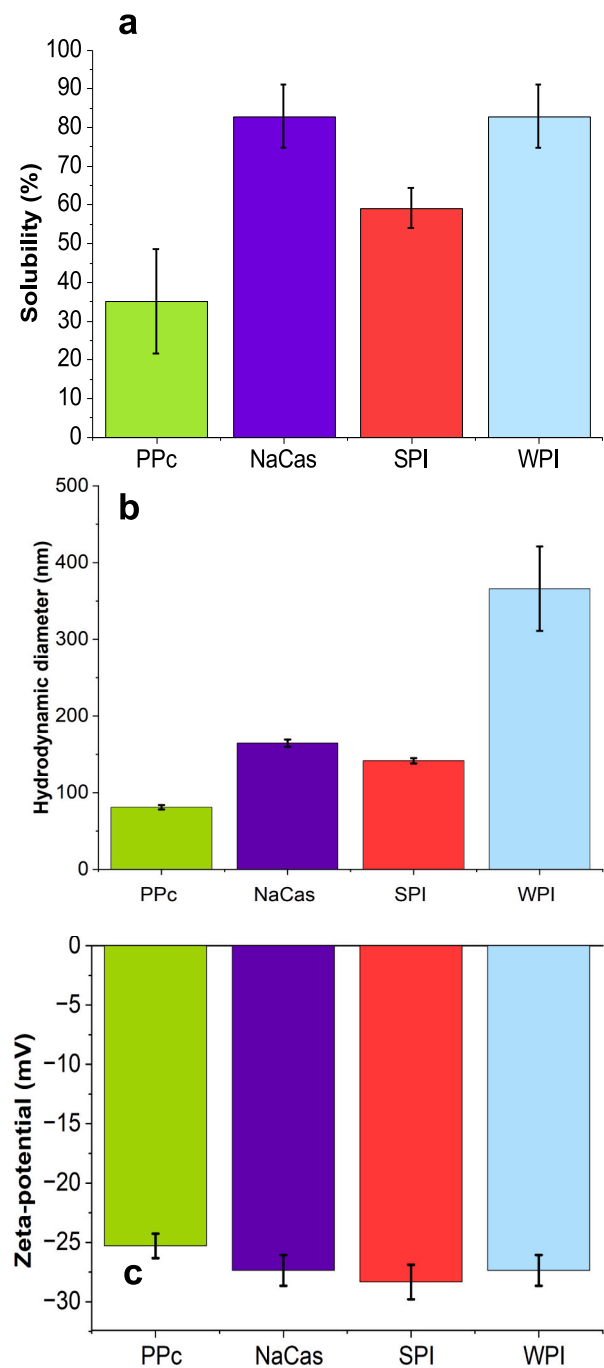 a
100
90
80
70
60
50
40
30
20
10
0
Solubility (%)
PPc NaCas SPI WPI
b
500
400
300
200
100
0
Hydrodynamic diameter (nm)
PPc NaCas SPI WPI
0
−5
−10
−15
−20
−25
−30
Zeta-potential (mV)
c
PPc NaCas SPI WPI